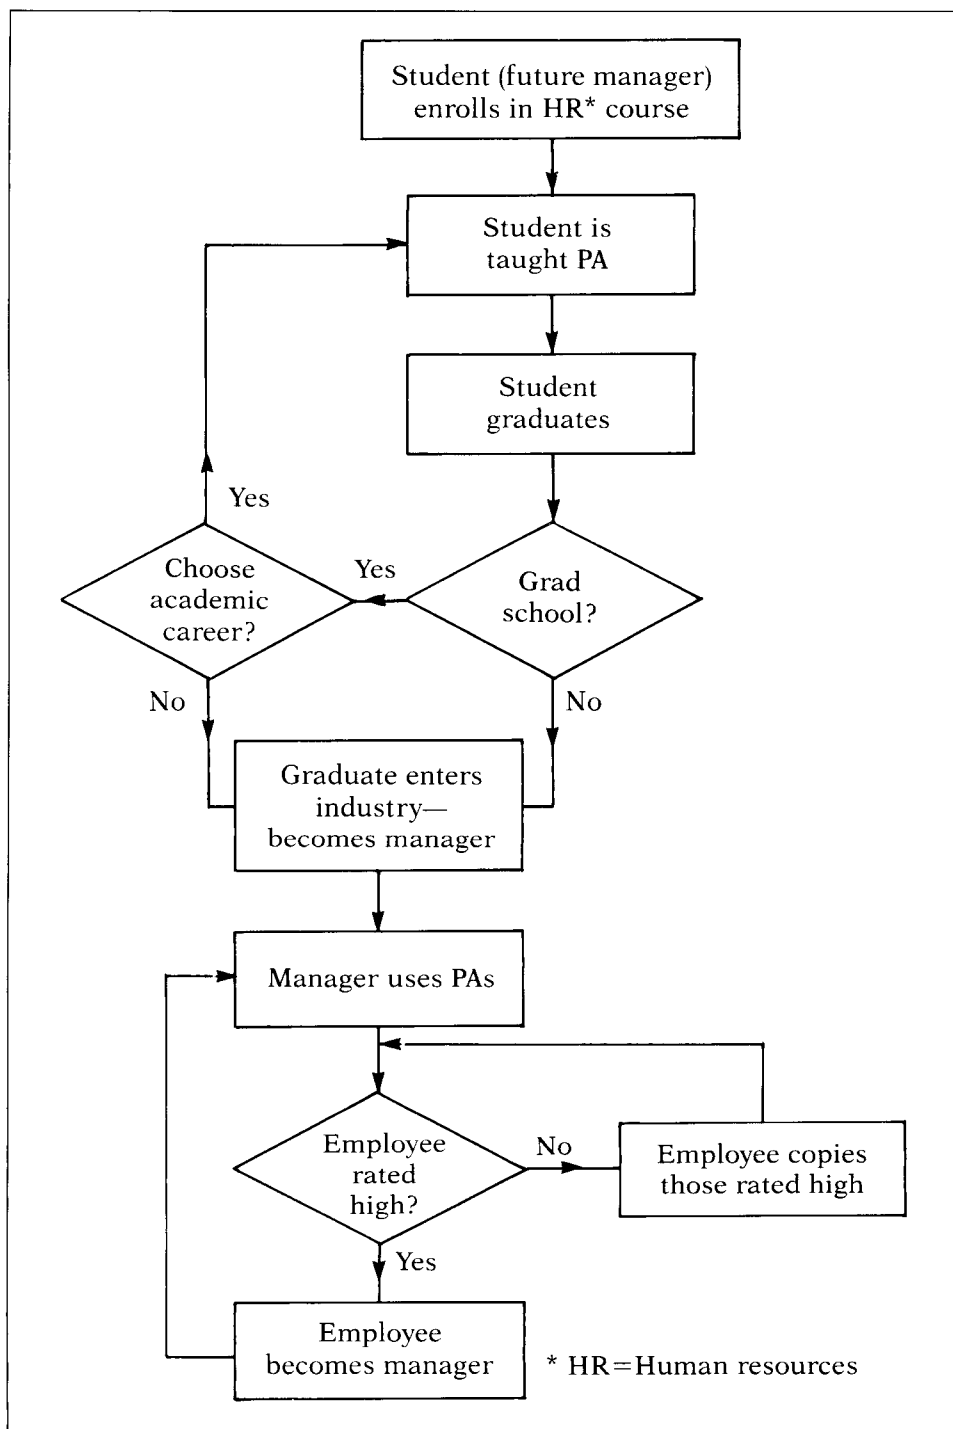 Student (future manager)
enrolls in HR* course
Student is
taught PA
Student
graduates
Yes
Choose
academic
career?
Yes
Grad
school?
No
No
Graduate enters
industry—
becomes manager
Manager uses PAs
Employee
rated
high?
No
Employee copies
those rated high
Yes
Employee
becomes manager
* HR=Human resources